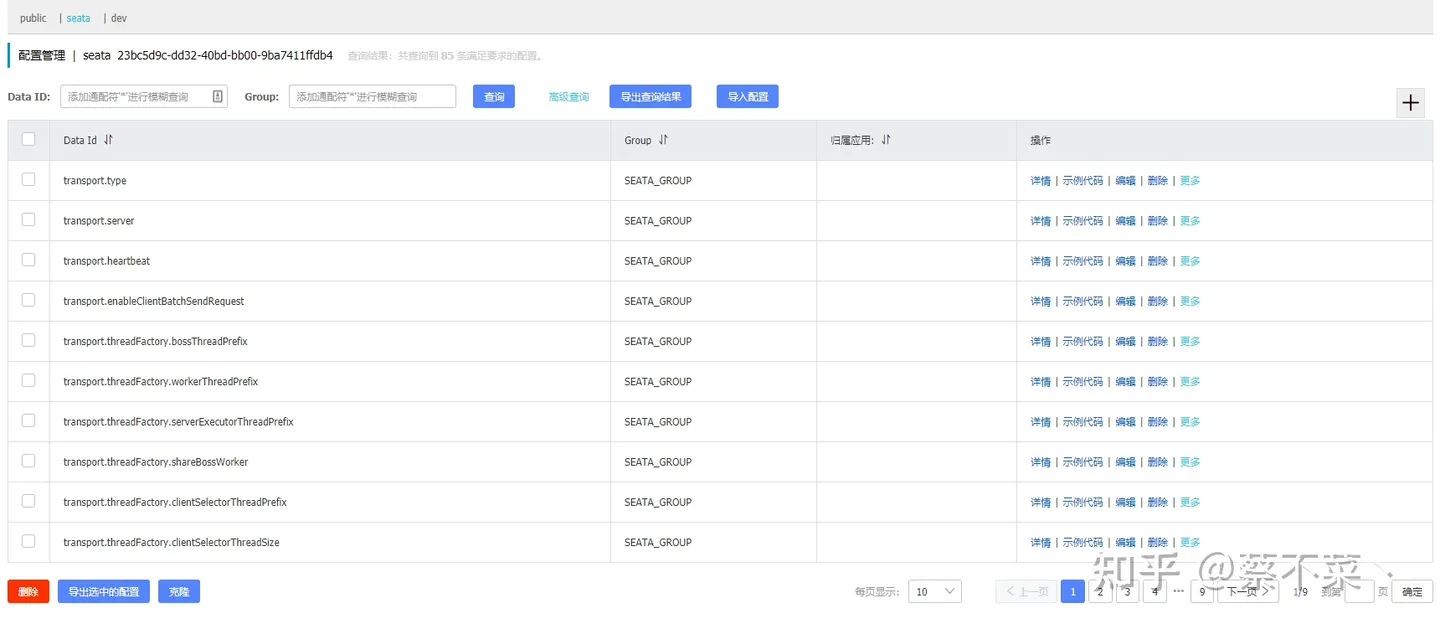 public | seata | dev
配置管理 | seata 23bc5d9c-dd32-40bd-bb00-9ba7411ffdb4 查询结果：共查询到 85 条满足要求的配置。
Data ID: 添加通配符'*'进行模糊查询 Group: 添加通配符'*'进行模糊查询 查询 高级查询 导出查询结果 导入配置
Data Id Group 归属应用: 操作
transport.type SEATA_GROUP 详情 | 示例代码 | 编辑 | 删除 | 更多
transport.server SEATA_GROUP 详情 | 示例代码 | 编辑 | 删除 | 更多
transport.heartbeat SEATA_GROUP 详情 | 示例代码 | 编辑 | 删除 | 更多
transport.enableClientBatchSendRequest SEATA_GROUP 详情 | 示例代码 | 编辑 | 删除 | 更多
transport.threadFactory.bossThreadPrefix SEATA_GROUP 详情 | 示例代码 | 编辑 | 删除 | 更多
transport.threadFactory.workerThreadPrefix SEATA_GROUP 详情 | 示例代码 | 编辑 | 删除 | 更多
transport.threadFactory.serverExecutorThreadPrefix SEATA_GROUP 详情 | 示例代码 | 编辑 | 删除 | 更多
transport.threadFactory.shareBossWorker SEATA_GROUP 详情 | 示例代码 | 编辑 | 删除 | 更多
transport.threadFactory.clientSelectorThreadPrefix SEATA_GROUP 详情 | 示例代码 | 编辑 | 删除 | 更多
transport.threadFactory.clientSelectorThreadSize SEATA_GROUP 详情 | 示例代码 | 编辑 | 删除 | 更多
知乎 @蔡不菜丶
删除 导出选中的配置 克隆 每页显示: 10 < 上一页 1 2 3 4 ··· 9 下一页 > 1/9 到第 页 确定